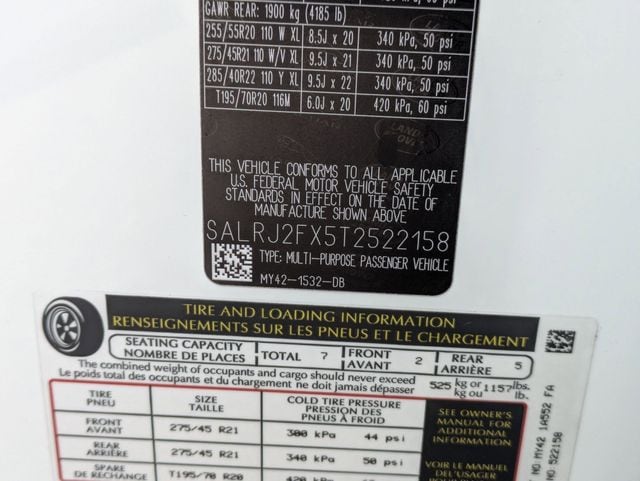 GAWR REAR: 1900 kg (4185 lb)
255/55R20 110 W XL 8.5J x 20 340 kPa, 50 psi
275/45R21 110 W/V XL 9.5J x 21 340 kPa, 50 psi
285/40R22 110 Y XL 9.5J x 22 340 kPa, 50 psi
T195/70R20 116M 6.0J x 20 420 kPa, 60 psi
LAND ROVER
THIS VEHICLE CONFORMS TO ALL APPLICABLE
U.S. FEDERAL MOTOR VEHICLE SAFETY
STANDARDS IN EFFECT ON THE DATE OF
MANUFACTURE SHOWN ABOVE
SALRJ2FX5T2522158
TYPE: MULTI-PURPOSE PASSENGER VEHICLE
MY42-1532-DB
TIRE AND LOADING INFORMATION
RENSEIGNEMENTS SUR LES PNEUS ET LE CHARGEMENT
SEATING CAPACITY
NOMBRE DE PLACES
TOTAL 7
FRONT
AVANT 2
REAR
ARRIÈRE 5
The combined weight of occupants and cargo should never exceed
Le poids total des occupants et du chargement ne doit jamais dépasser
525 kg or 1157 lbs.
kg ou lb.
TIRE
PNEU
SIZE
TAILLE
COLD TIRE PRESSURE
PRESSION DES
PNEUS À FROID
FRONT
AVANT
275/45 R21 300 kPa 44 psi
REAR
ARRIÈRE
275/45 R21 340 kPa 50 psi
SPARE
DE RÉCHANGE
T195/70 R20
SEE OWNER'S
MANUAL FOR
ADDITIONAL
INFORMATION
VOIR LE MANUEL
DE L'USAGER
NO MY42 1A552 FA
NO 522158